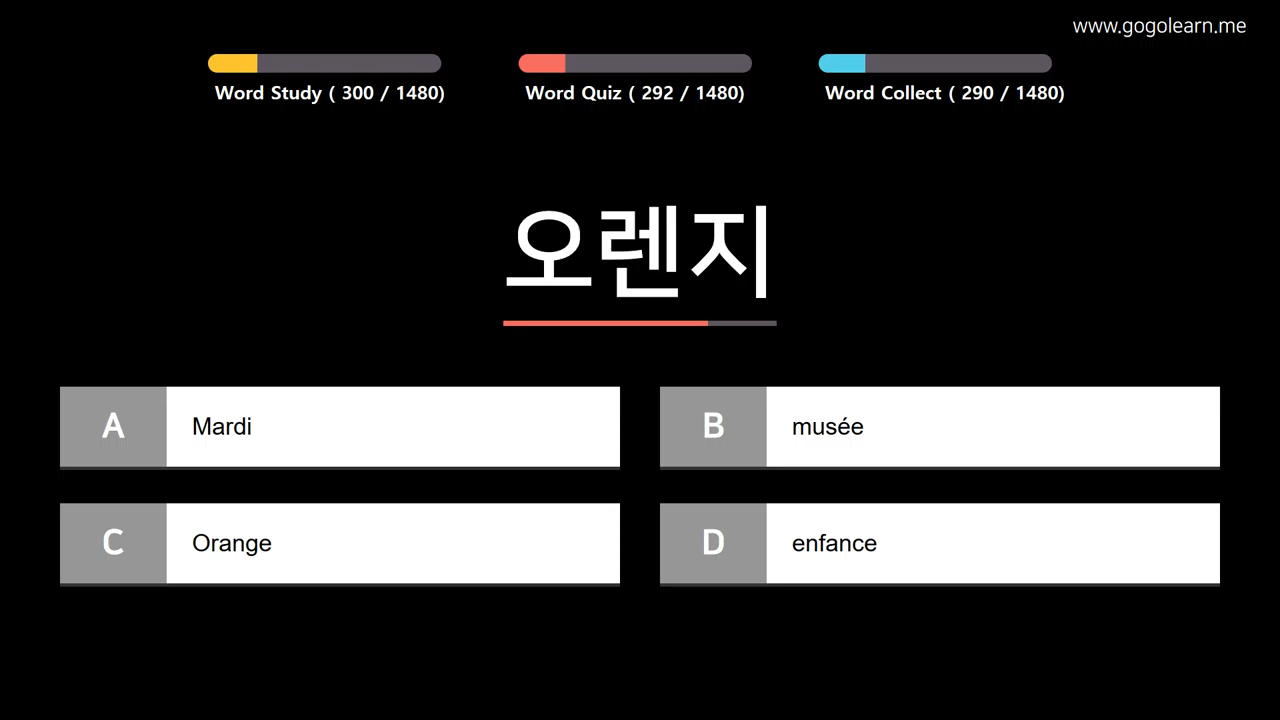 www.gogolearn.me
Word Study ( 300 / 1480)
Word Quiz ( 292 / 1480)
Word Collect ( 290 / 1480)
오렌지
A Mardi
B musée
C Orange
D enfance